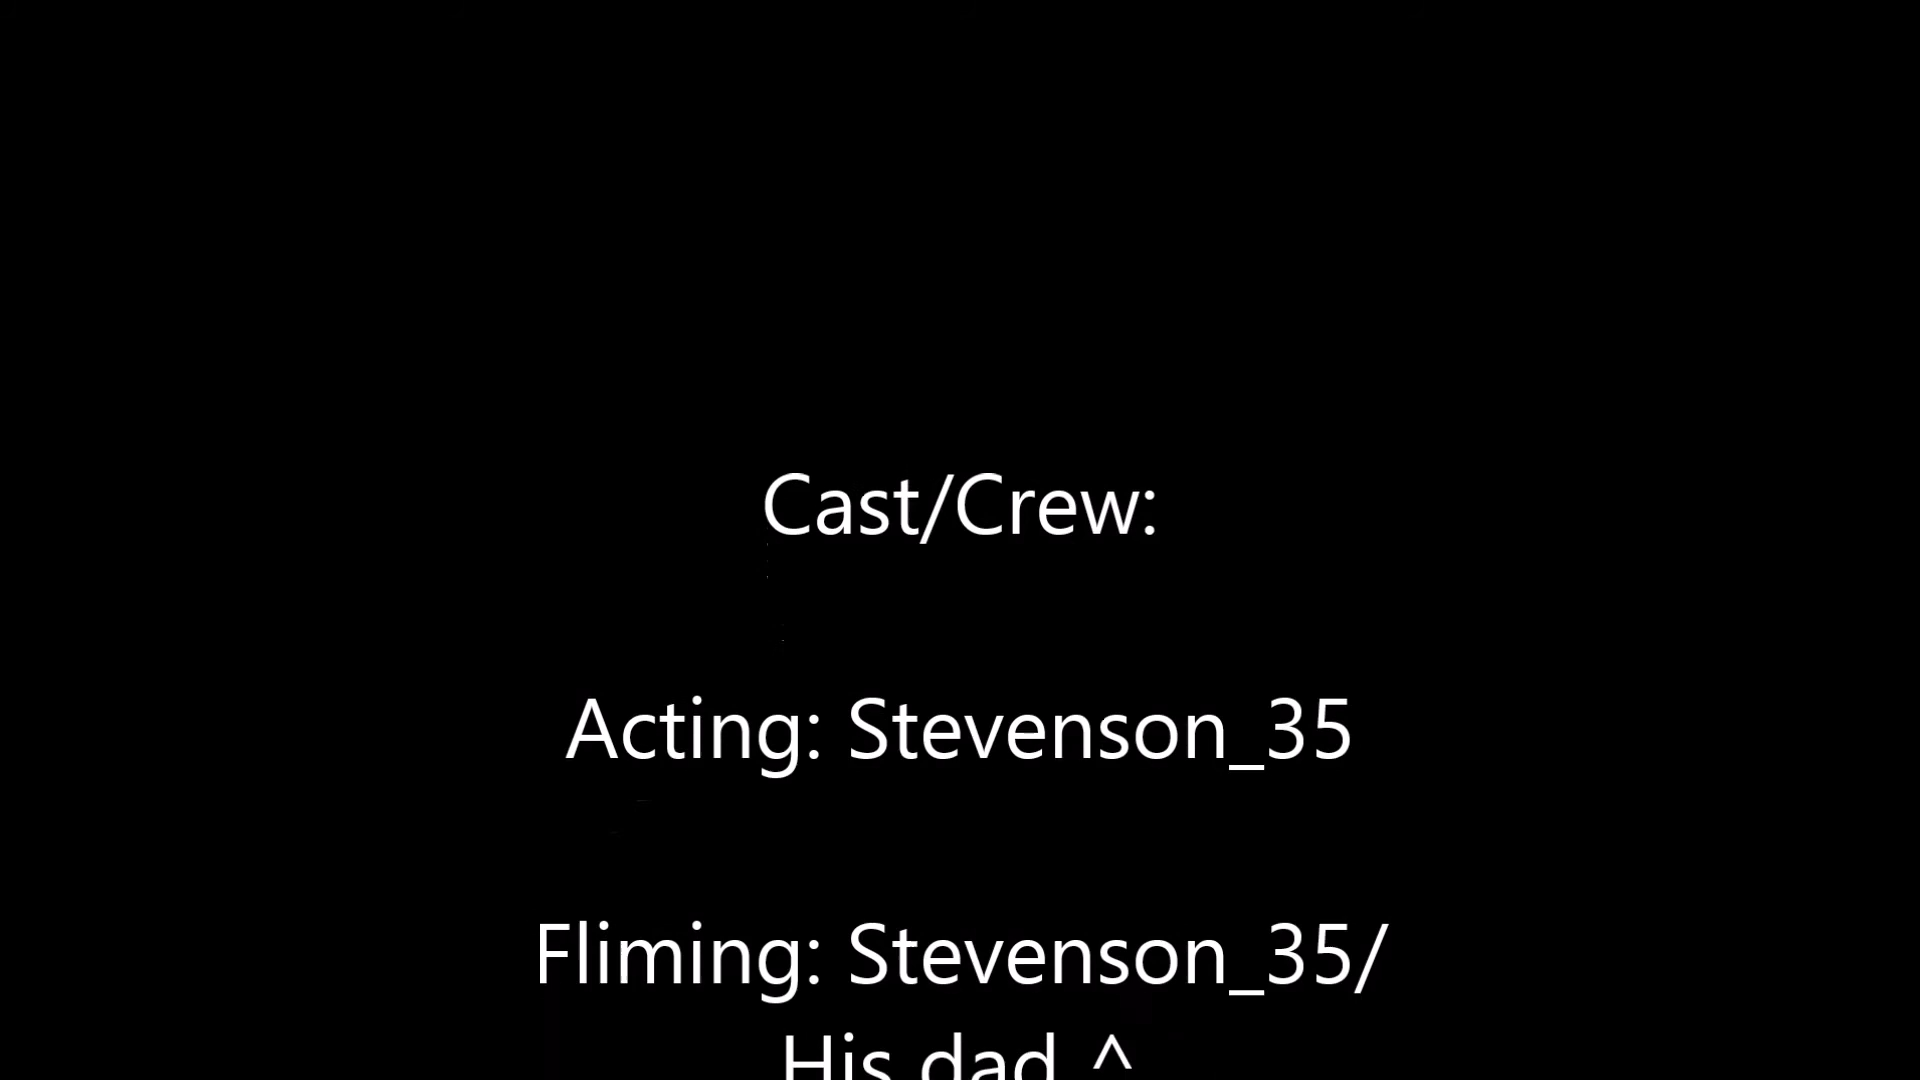 Cast/Crew:
Acting: Stevenson_35
Fliming: Stevenson_35/
His dad ^